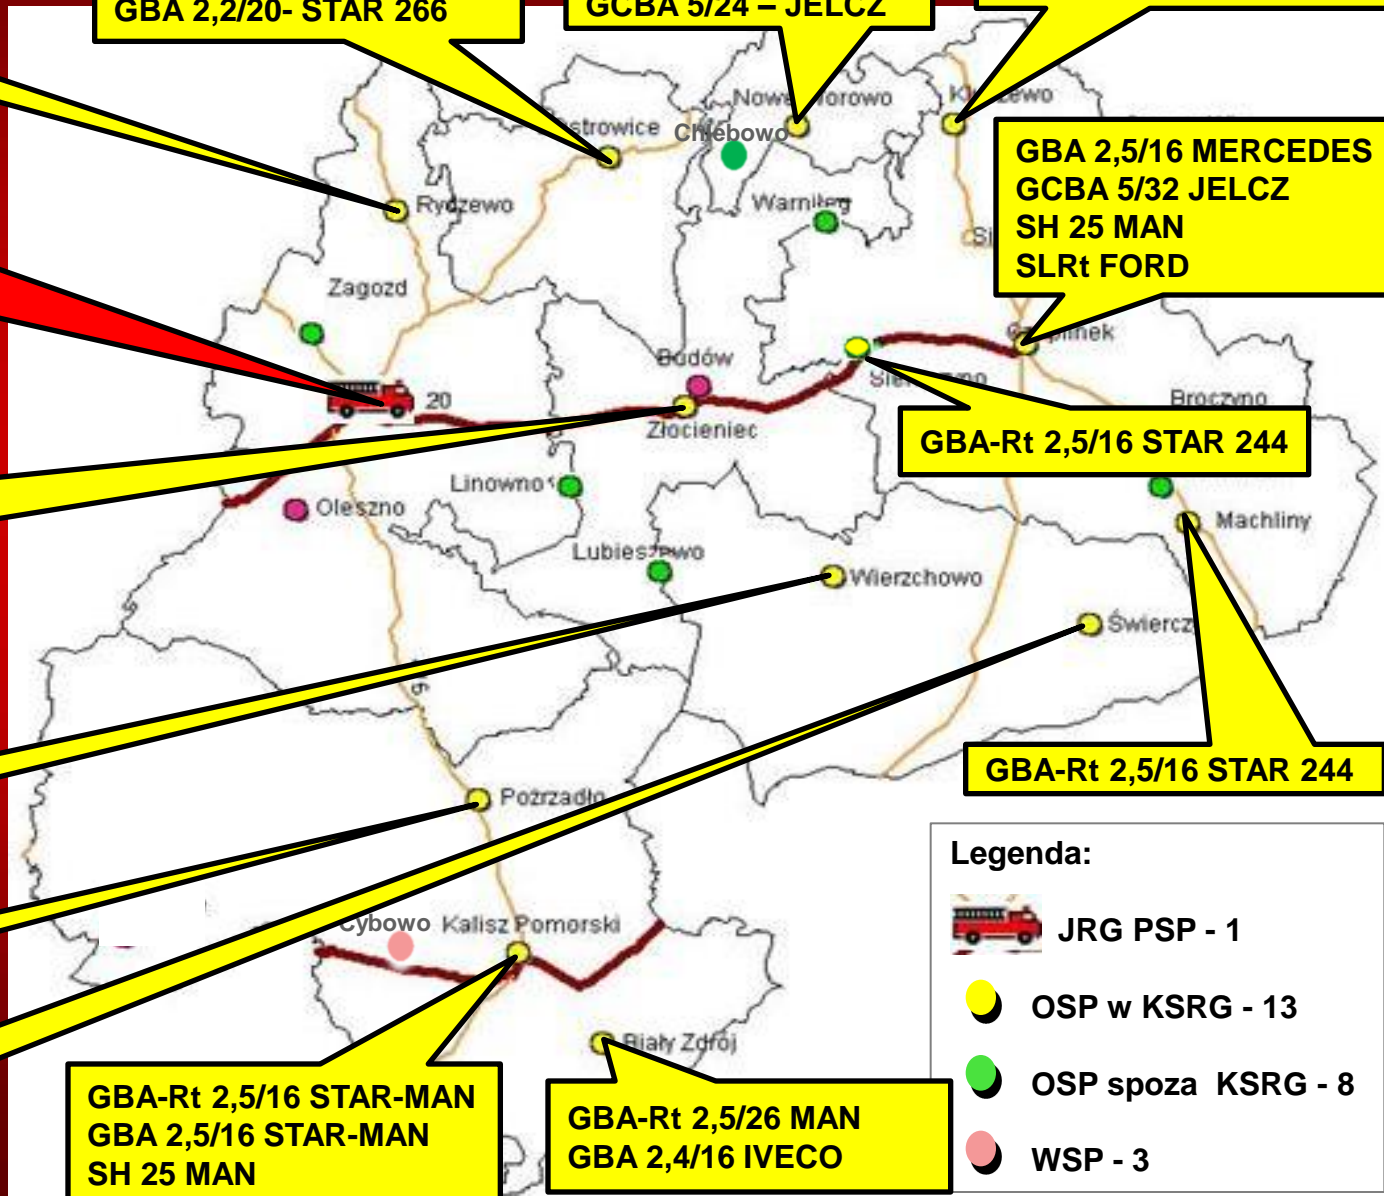 GBA 2,2/20- STAR 266
GCBA 5/24 – JELCZ
Chlebowo
Warniłęg
GBA 2,5/16 MERCEDES
GCBA 5/32 JELCZ
SH 25 MAN
SLRt FORD
Rydzewo
Zagozd
Budów
20
Złocieniec
Broczyno
GBA-Rt 2,5/16 STAR 244
Linowno
Oleszno
Machliny
Lubieszewo
Wierzchowo
GBA-Rt 2,5/16 STAR 244
Pozrzadło
Legenda:
Cybowo
Kalisz Pomorski
JRG PSP - 1
OSP w KSRG - 13
Biały Zdrój
OSP spoza KSRG - 8
GBA-Rt 2,5/16 STAR-MAN
GBA 2,5/16 STAR-MAN
SH 25 MAN
GBA-Rt 2,5/26 MAN
GBA 2,4/16 IVECO
WSP - 3